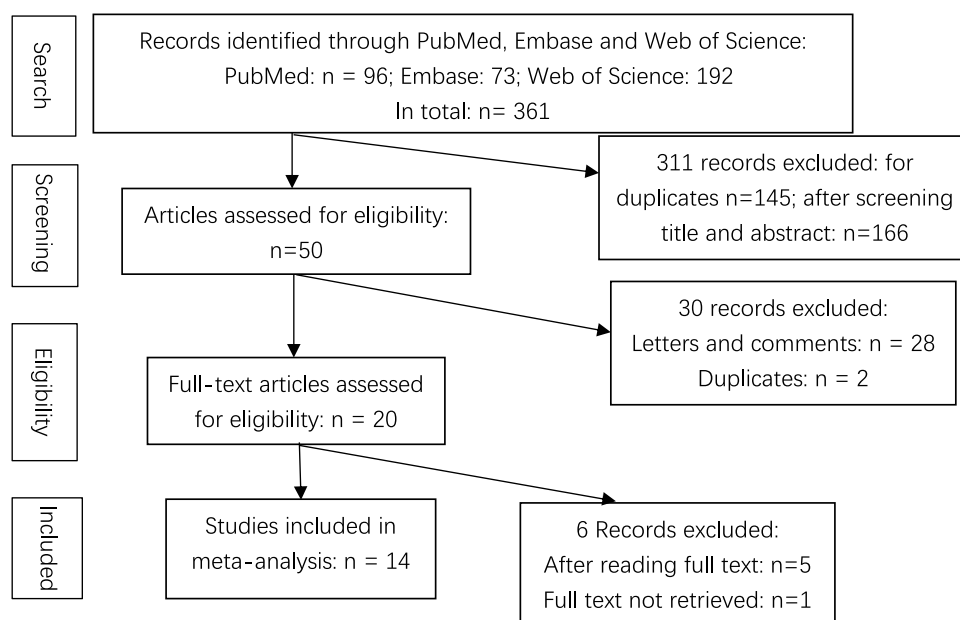 Search
Records identified through PubMed, Embase and Web of Science:
PubMed: n = 96; Embase: 73; Web of Science: 192
In total: n= 361
311 records excluded: for
duplicates n=145; after screening
title and abstract: n=166
Screening
Articles assessed for eligibility:
n=50
30 records excluded:
Letters and comments: n = 28
Duplicates: n = 2
Eligibility
Full-text articles assessed
for eligibility: n = 20
Included
Studies included in
meta-analysis: n = 14
6 Records excluded:
After reading full text: n=5
Full text not retrieved: n=1